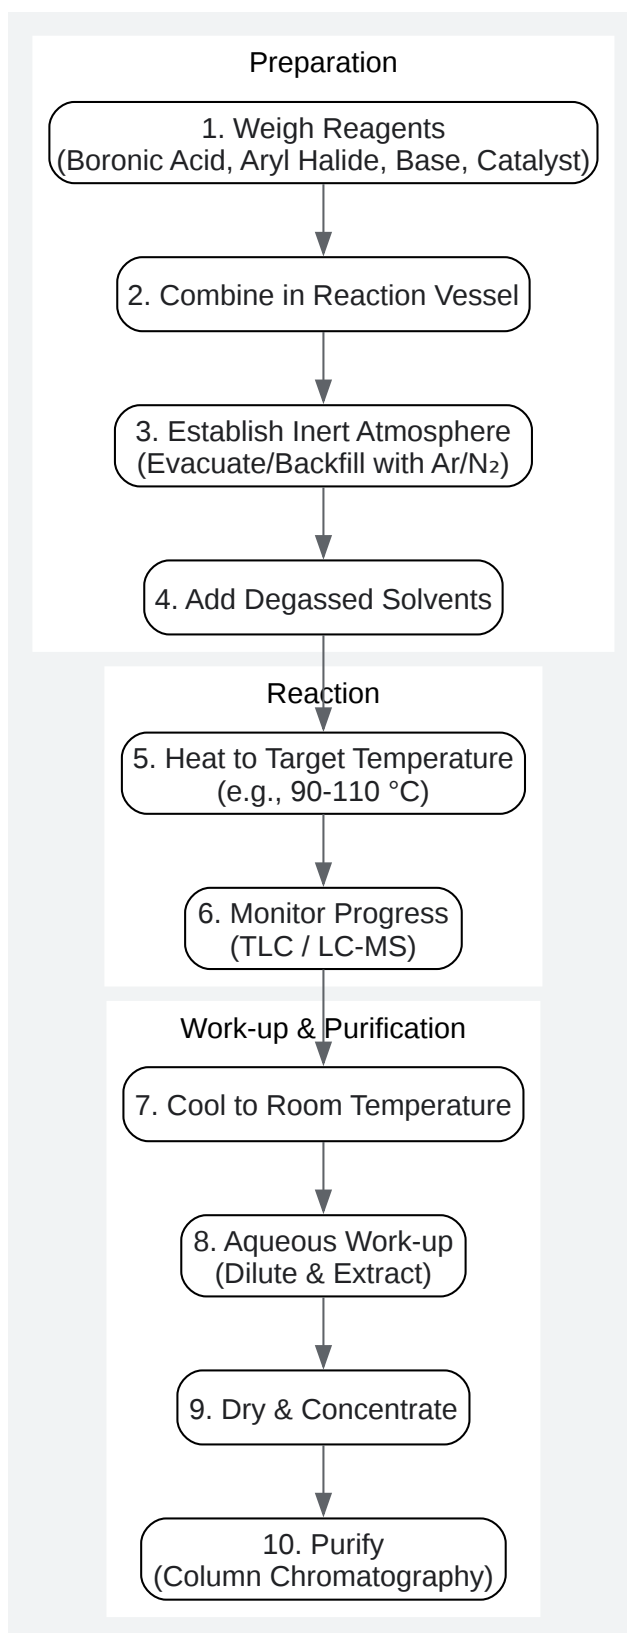 Preparation
1. Weigh Reagents
(Boronic Acid, Aryl Halide, Base, Catalyst)
2. Combine in Reaction Vessel
3. Establish Inert Atmosphere
(Evacuate/Backfill with Ar/N₂)
4. Add Degassed Solvents
Reaction
5. Heat to Target Temperature
(e.g., 90-110 °C)
6. Monitor Progress
(TLC / LC-MS)
Work-up & Purification
7. Cool to Room Temperature
8. Aqueous Work-up
(Dilute & Extract)
9. Dry & Concentrate
10. Purify
(Column Chromatography)